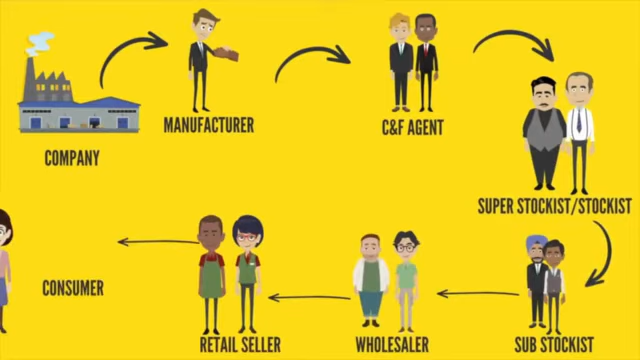 COMPANY
MANUFACTURER
C&F AGENT
SUPER STOCKIST/STOCKIST
SUB STOCKIST
WHOLESALER
RETAIL SELLER
CONSUMER